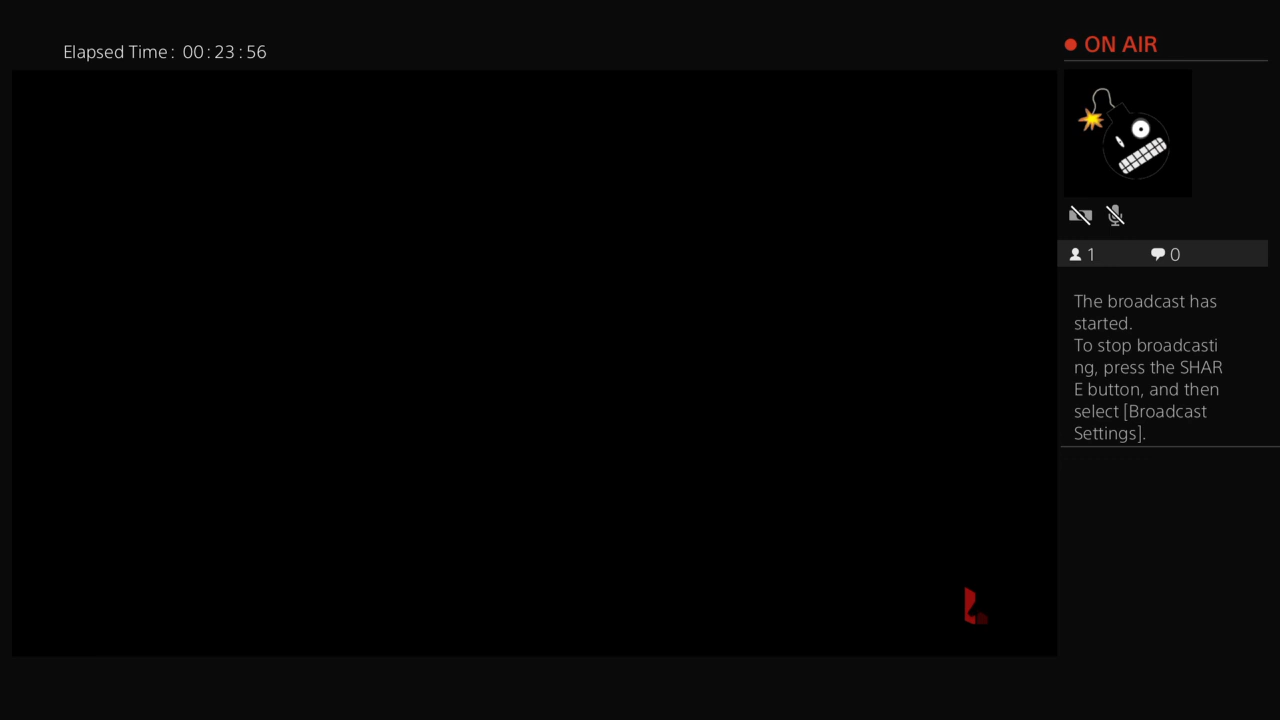 Elapsed Time: 00:23:56
ON AIR
1
0
The broadcast has
started.
To stop broadcasti
ng, press the SHAR
E button, and then
select [Broadcast
Settings].